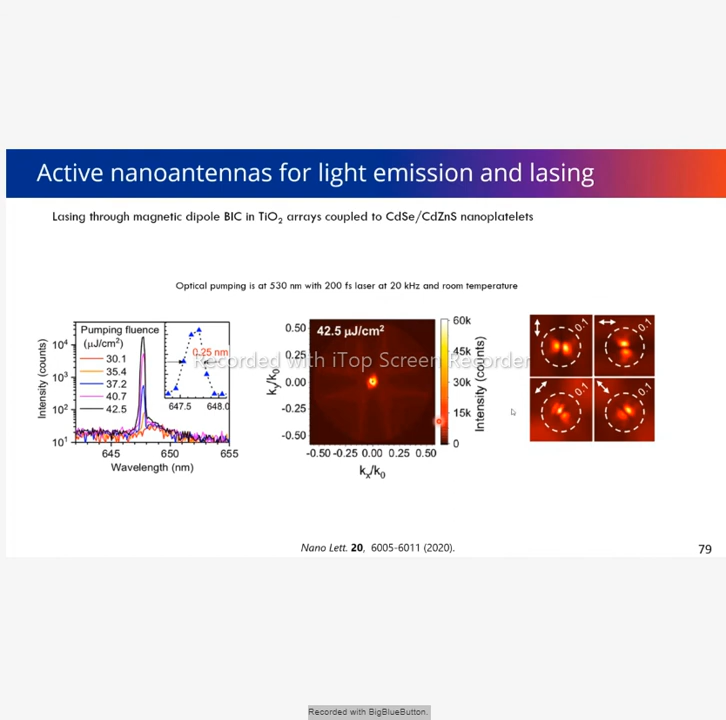 Active nanoantennas for light emission and lasing
Lasing through magnetic dipole BIC in TiO₂ arrays coupled to CdSe/CdZnS nanoplatelets
Optical pumping is at 530 nm with 200 fs laser at 20 kHz and room temperature
Pumping fluence
(μJ/cm²)
30.1
35.4
37.2
40.7
42.5
0.25 nm
647.5 648.0
Intensity (counts)
10⁴
10³
10²
10¹
645 650 655
Wavelength (nm)
42.5 μJ/cm²
0.50
0.25
0.00
-0.25
-0.50
ky/k₀
-0.50 -0.25 0.00 0.25 0.50
kx/k₀
60k
45k
30k
15k
0
Intensity (counts)
0.1
0.1
0.1
0.1
Recorded with iTop Screen Recorder
Nano Lett. 20, 6005-6011 (2020).
79
Recorded with BigBlueButton.